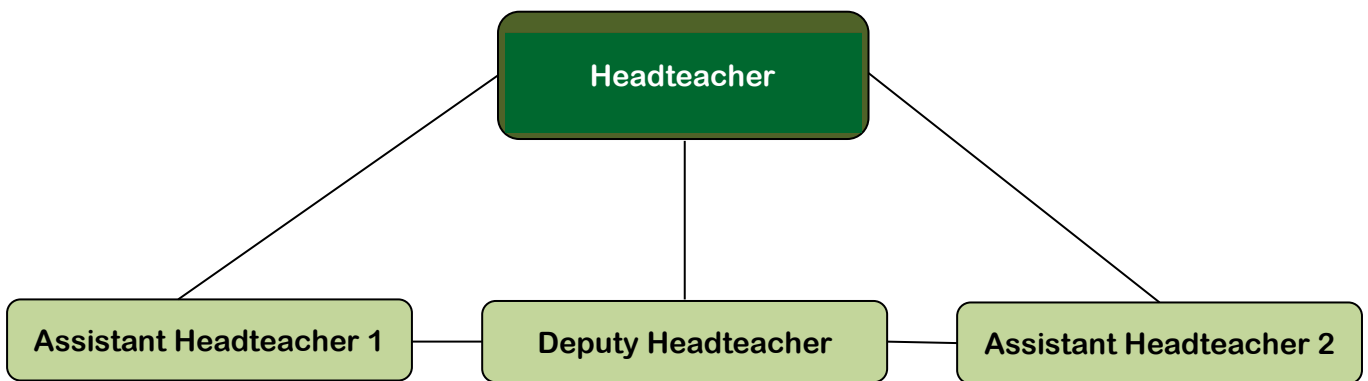 Headteacher
Assistant Headteacher 1
Deputy Headteacher
Assistant Headteacher 2